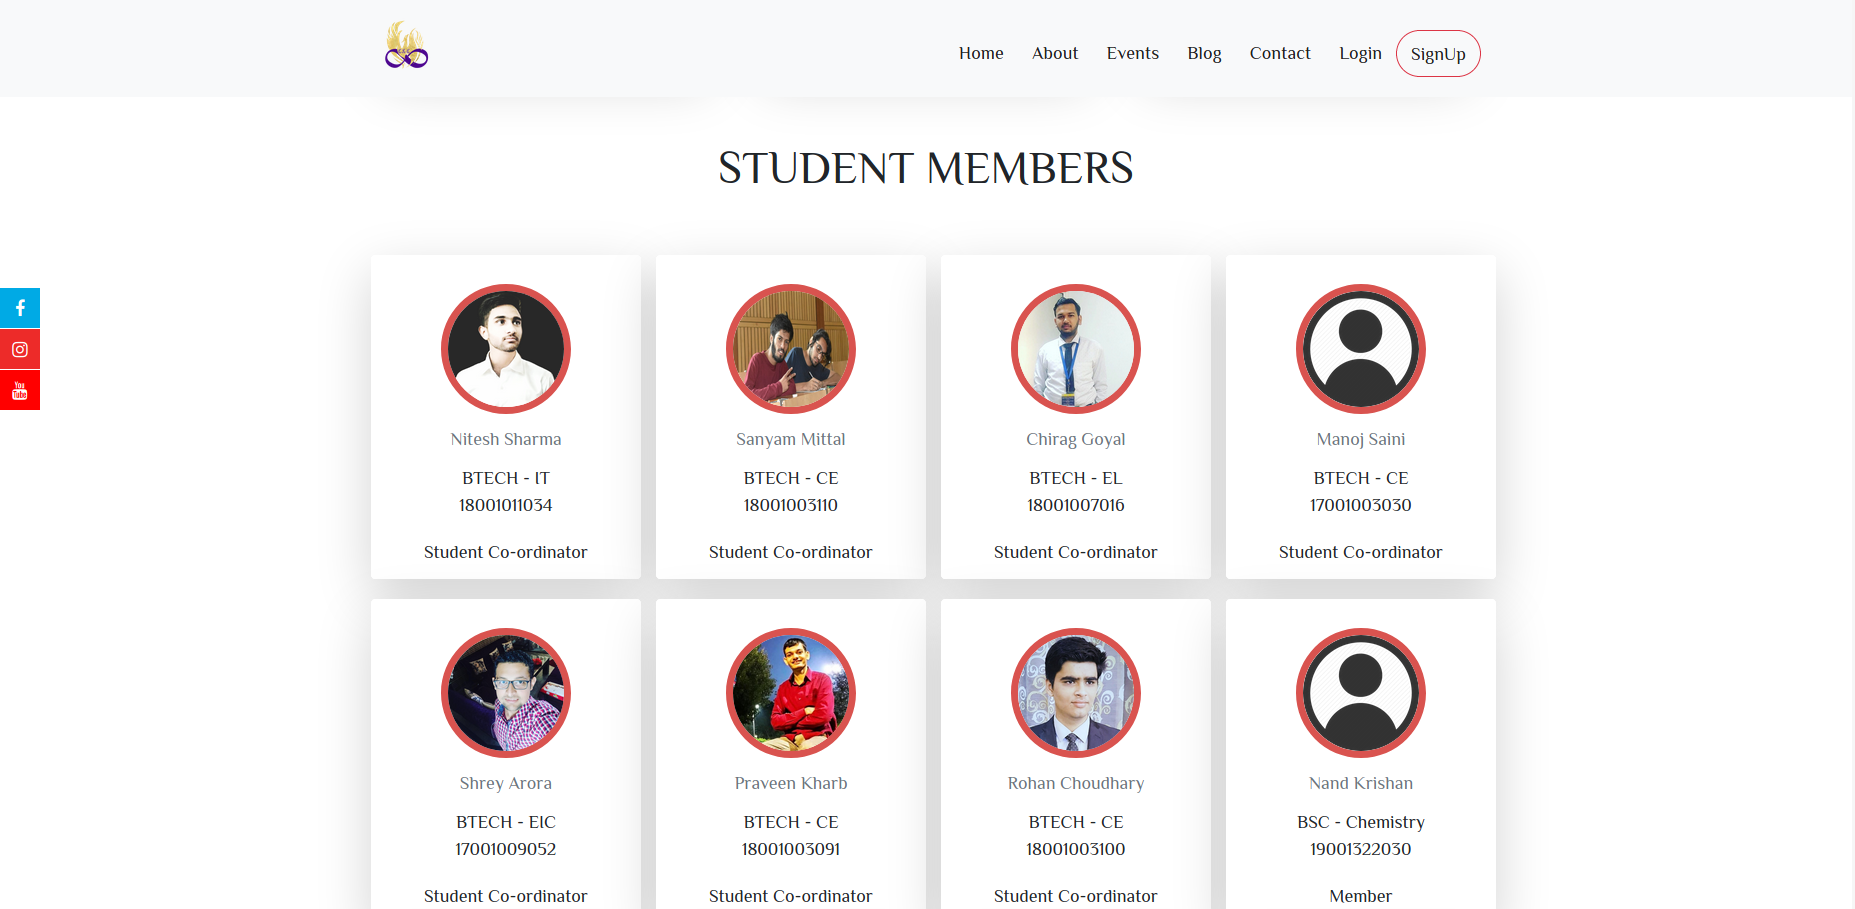 Home About Events Blog Contact Login SignUp
STUDENT MEMBERS
You
Tube
Nitesh Sharma
BTECH - IT
18001011034
Student Co-ordinator
Sanyam Mittal
BTECH - CE
18001003110
Student Co-ordinator
Chirag Goyal
BTECH - EL
18001007016
Student Co-ordinator
Manoj Saini
BTECH - CE
17001003030
Student Co-ordinator
Shrey Arora
BTECH - EIC
17001009052
Student Co-ordinator
Praveen Kharb
BTECH - CE
18001003091
Student Co-ordinator
Rohan Choudhary
BTECH - CE
18001003100
Student Co-ordinator
Nand Krishan
BSC - Chemistry
19001322030
Member